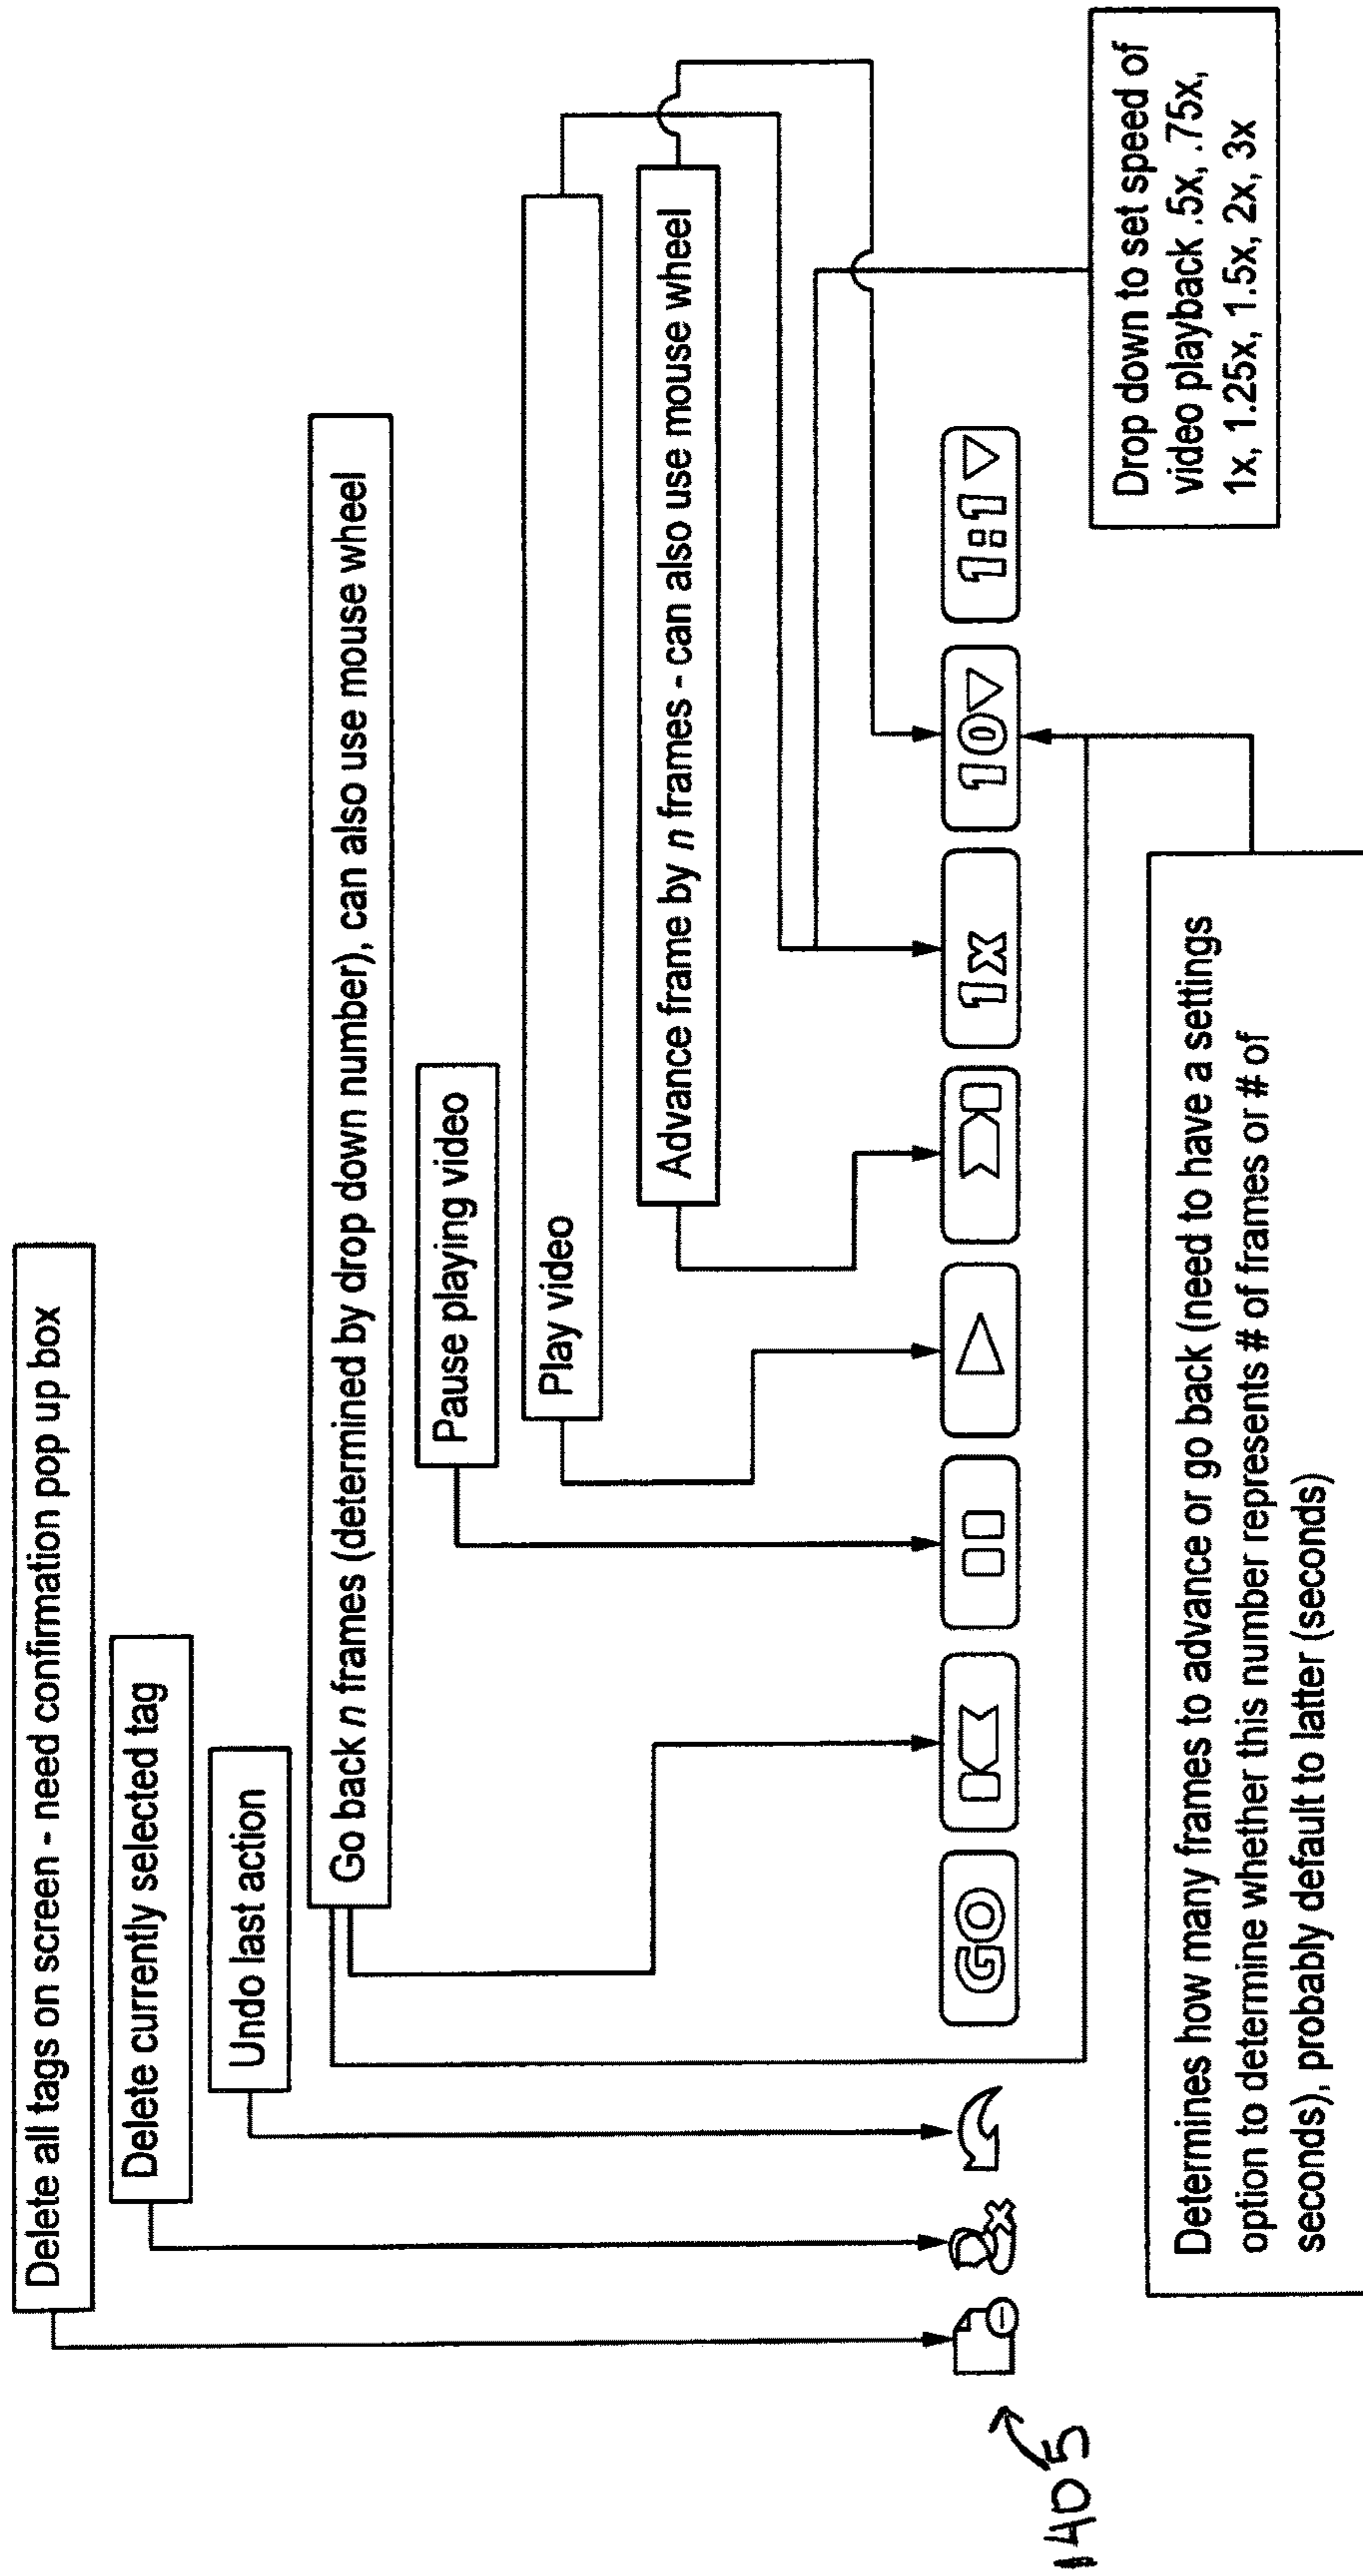 Delete all tags on screen - need confirmation pop up box
Delete currently selected tag
Undo last action
Go back n frames (determined by drop down number), can also use mouse wheel
Pause playing video
Play video
Advance frame by n frames - can also use mouse wheel
GO
1x
10
1:1
Drop down to set speed of
video playback .5x, .75x,
1x, 1.25x, 1.5x, 2x, 3x
Determines how many frames to advance or go back (need to have a settings
option to determine whether this number represents # of frames or # of
seconds), probably default to latter (seconds)
1405